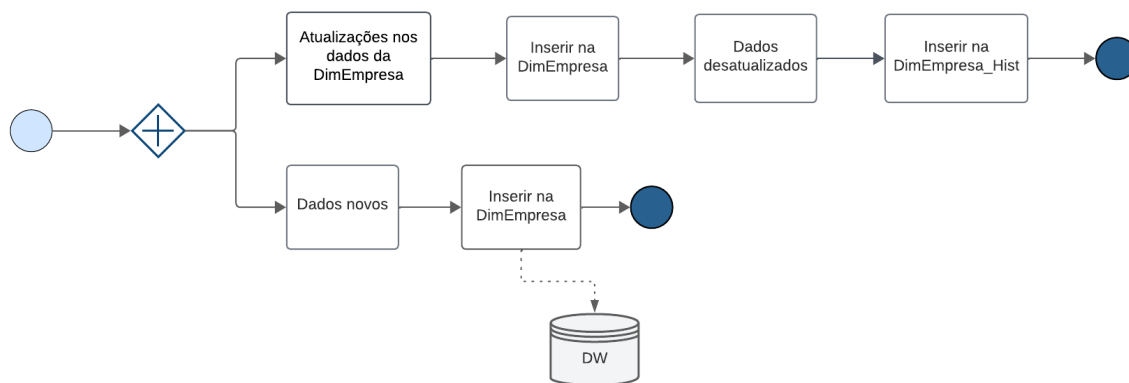 Atualizações nos
dados da
DimEmpresa
Inserir na
DimEmpresa
Dados
desatualizados
Inserir na
DimEmpresa_Hist
Dados novos
Inserir na
DimEmpresa
DW